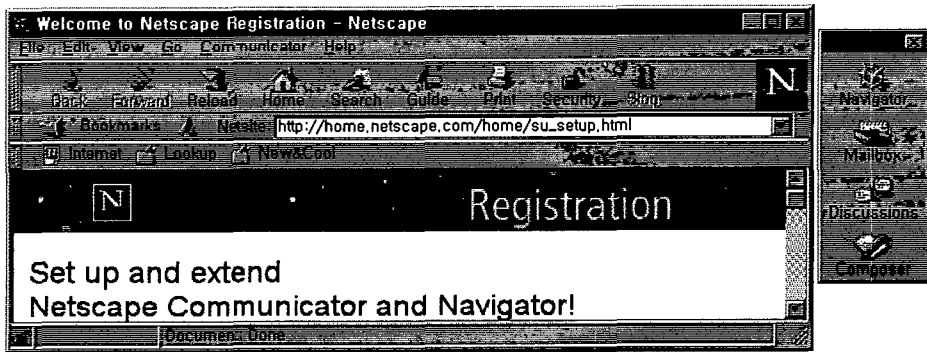 Welcome to Netscape Registration - Netscape
File Edit View Go Communicator Help
Back Forward Reload Home Search Guide Print Security Stop
N
Bookmarks Netsite: http://home.netscape.com/home/su_setup.html
Internet Lookup New&Cool
N Registration
Set up and extend
Netscape Communicator and Navigator!
Document: Done
Navigator
Mailbox
Discussions
Composer